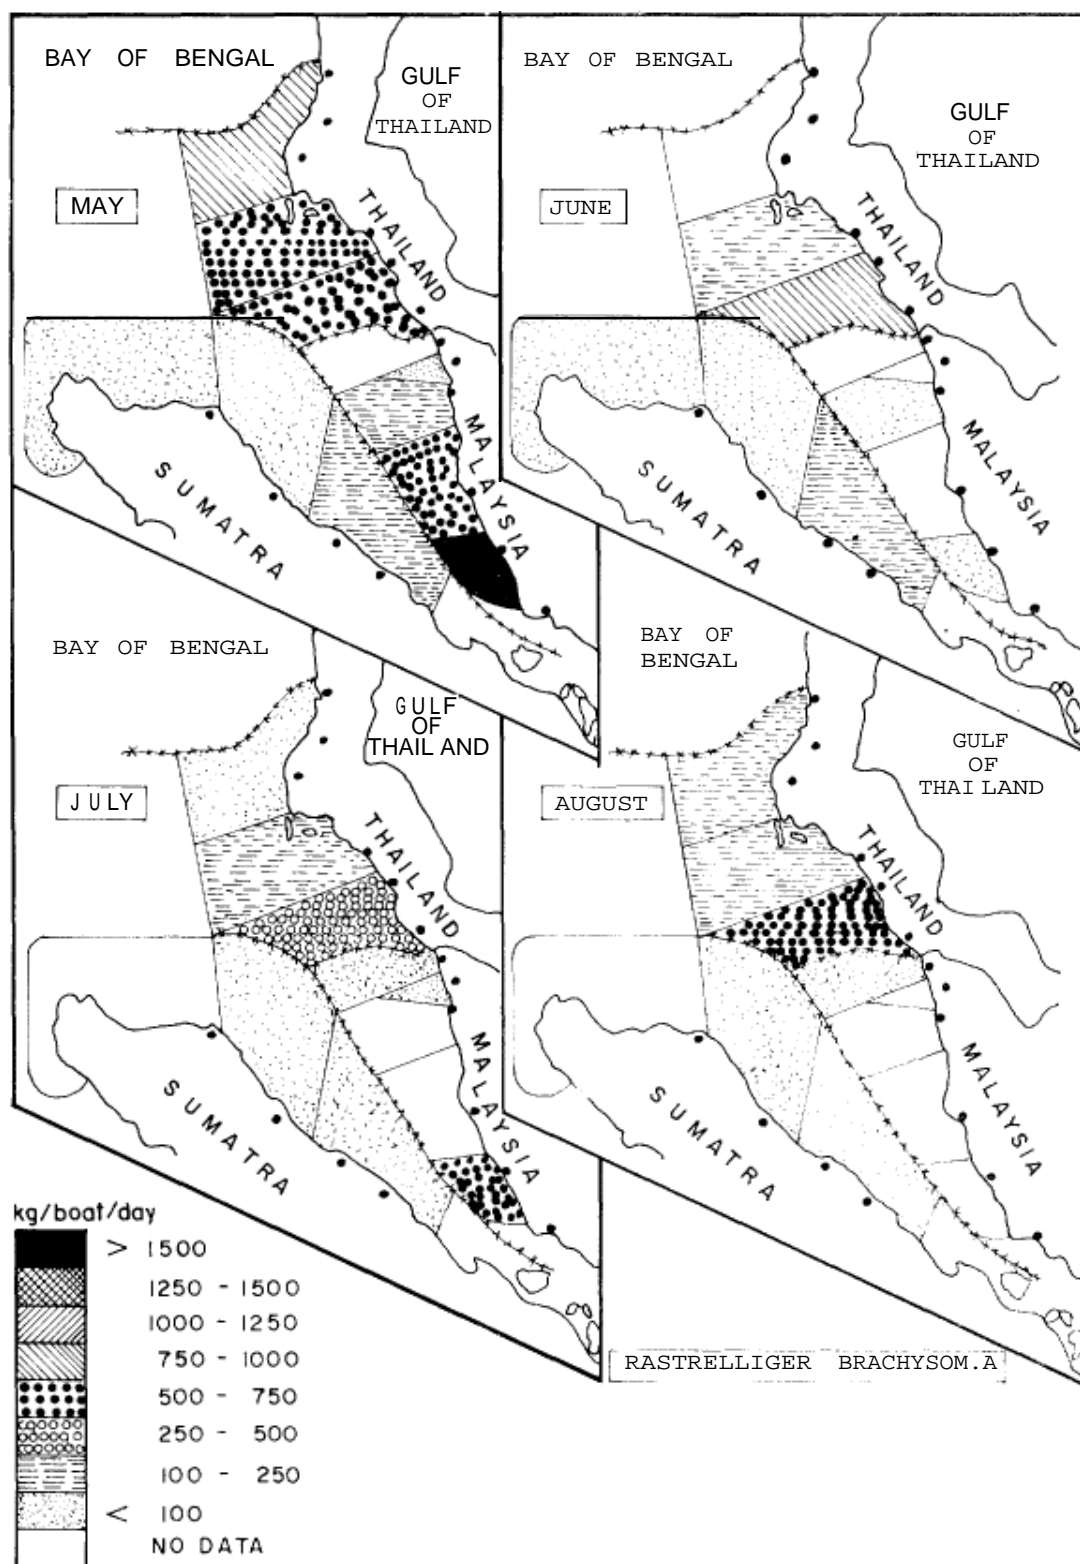 BAY OF BENGAL
GULF
OF
THAILAND
MAY
THAILAND
MALAYSIA
SUMATRA
BAY OF BENGAL
GULF
OF
THAILAND
JUNE
THAILAND
MALAYSIA
SUMATRA
BAY OF BENGAL
GULF
OF
THAIL AND
JULY
THAILAND
MALAYSIA
SUMATRA
BAY OF
BENGAL
GULF
OF
THAI LAND
AUGUST
THAILAND
MALAYSIA
SUMATRA
kg/boat/day
> 1500
1250 - 1500
1000 - 1250
750 - 1000
500 - 750
250 - 500
100 - 250
< 100
NO DATA
RASTRELLIGER BRACHYSOM.A